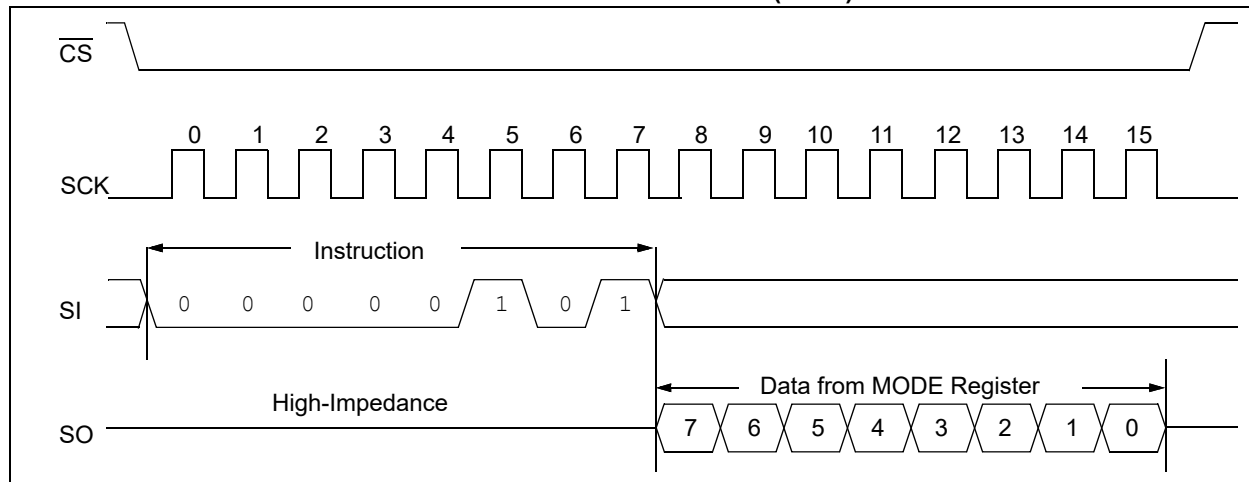 CS
0 1 2 3 4 5 6 7 8 9 10 11 12 13 14 15
SCK
Instruction
SI 0 0 0 0 0 1 0 1
High-Impedance
Data from MODE Register
SO 7 6 5 4 3 2 1 0